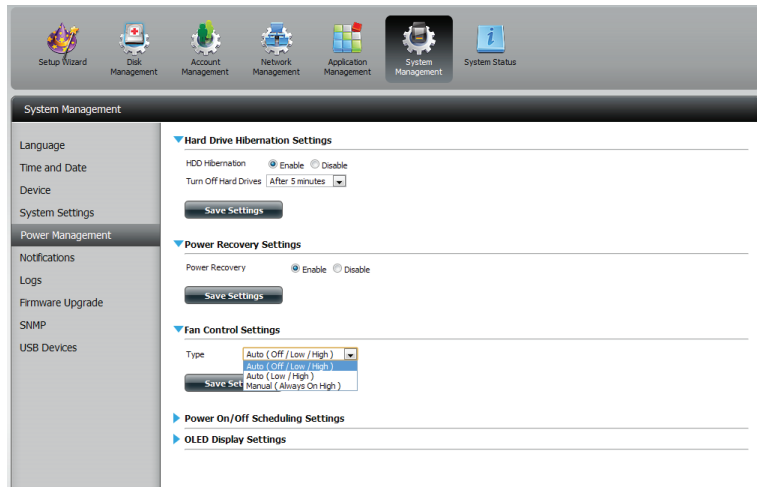 Setup Wizard
Disk Management
Account Management
Network Management
Application Management
System Management
System Status
System Management
Language
Time and Date
Device
System Settings
Power Management
Notifications
Logs
Firmware Upgrade
SNMP
USB Devices
Hard Drive Hibernation Settings
HDD Hibernation Enable Disable
Turn Off Hard Drives After 5 minutes
Save Settings
Power Recovery Settings
Power Recovery Enable Disable
Save Settings
Fan Control Settings
Type Auto ( Off / Low / High )
Auto ( Off / Low / High )
Auto ( Low / High )
Save Set
Manual ( Always On High )
Power On/Off Scheduling Settings
OLED Display Settings